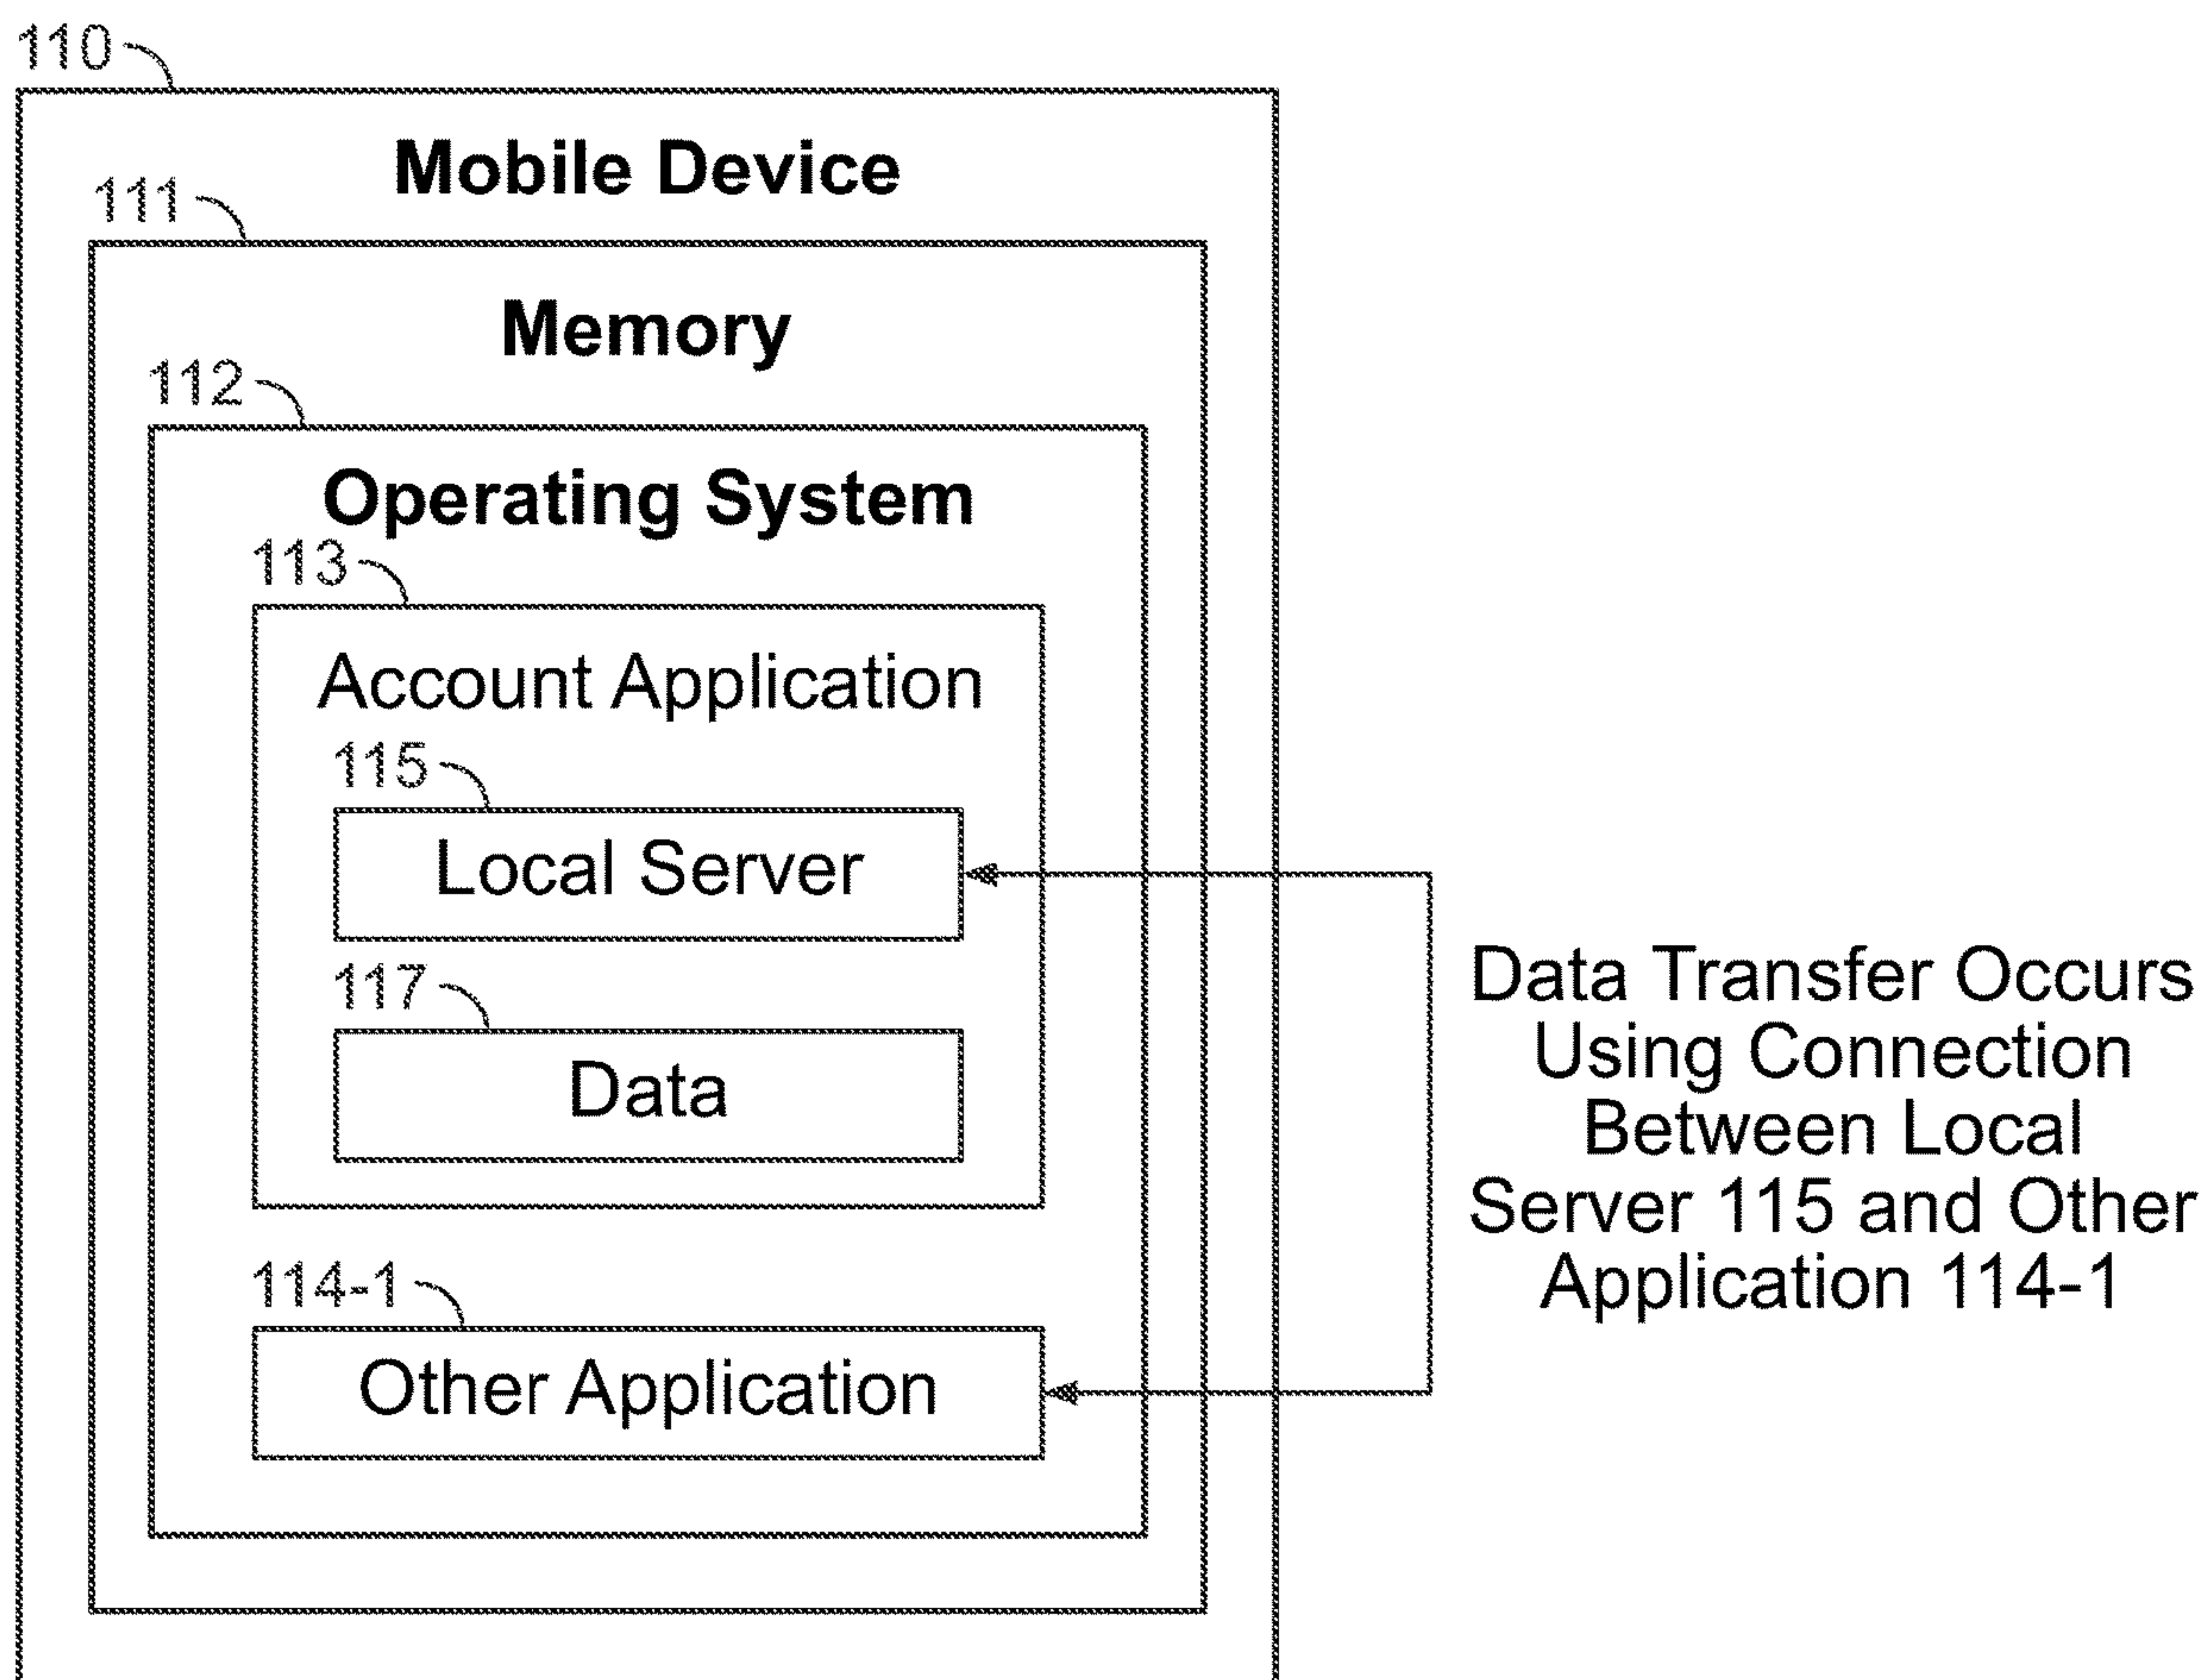 110
Mobile Device
111
Memory
112
Operating System
113
Account Application
115
Local Server
117
Data
114-1
Other Application
Data Transfer Occurs
Using Connection
Between Local
Server 115 and Other
Application 114-1